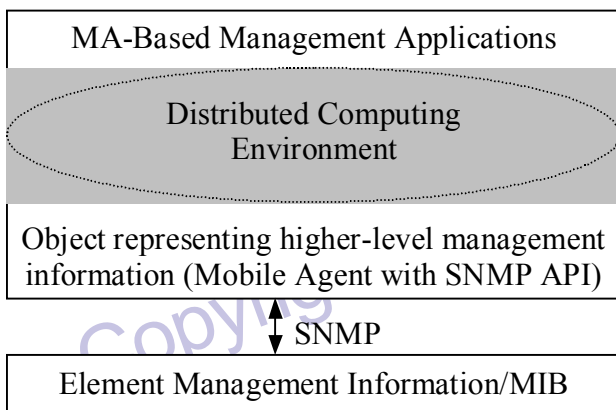 MA-Based Management Applications
Distributed Computing
Environment
Object representing higher-level management
information (Mobile Agent with SNMP API)
SNMP
Element Management Information/MIB